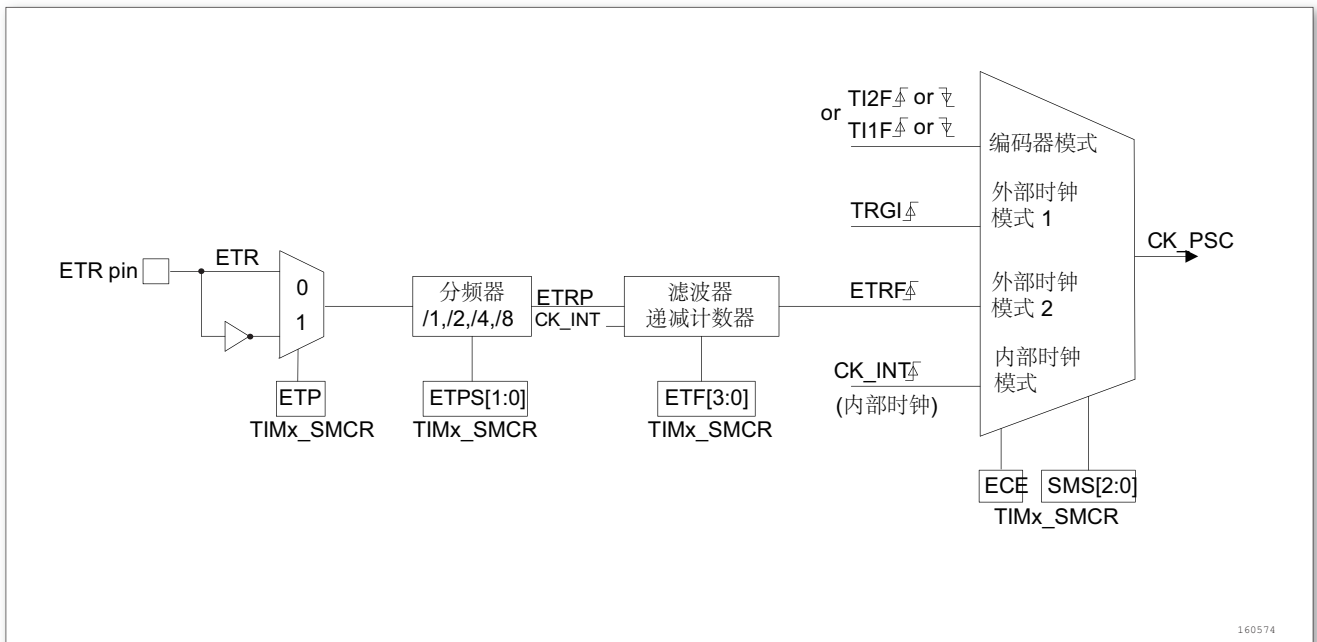 ETR pin
ETR
0
1
ETP
TIMx_SMCR
分频器
/1,/2,/4,/8
ETPS[1:0]
TIMx_SMCR
ETRP
CK_INT
滤波器
递减计数器
ETF[3:0]
TIMx_SMCR
or
TI2F or
TI1F or
TRGI
ETRF
CK_INT
(内部时钟)
编码器模式
外部时钟
模式 1
外部时钟
模式 2
内部时钟
模式
CK_PSC
ECE
SMS[2:0]
TIMx_SMCR
160574